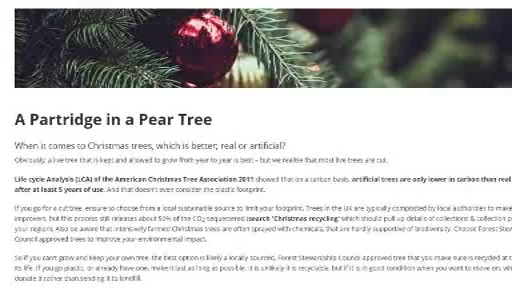 A Partridge in a Pear Tree
When it comes to Christmas trees, which is better; real or artificial?
Obviously, a live tree that is kept and allowed to grow from year to year is best – but we realise that most live trees are cut.
Life cycle Analysis (LCA) of the American Christmas Tree Association 2011 showed that on a carbon basis, artificial trees are only lower in carbon than real
after at least 5 years of use. And that doesn't even consider the plastic footprint.
If you go for a cut tree, ensure to choose from a local sustainable source to limit your footprint. Trees in the UK are typically composted by local authorities to make
improvers, but this process still releases about 50% of the CO2 sequestered (search 'Christmas recycling' which should pull up details of collections & collection
your regions. Also be aware that intensively farmed Christmas trees are often sprayed with chemicals, that are hardly supportive of biodiversity. Choose Forest
Council approved trees to improve your environmental impact.
So if you can't grow and keep your own tree, the best option is likely a locally sourced, Forest Stewardship Council approved tree that you make sure is recycled at
its life. If you go plastic, or already have one, make it last as long as possible. It is unlikely it is recyclable, but if it is in good condition when you want to move on,
donate it rather than sending it to landfill.